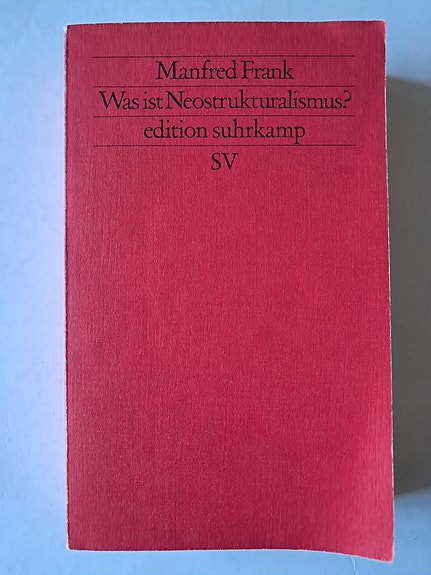 Manfred Frank
Was ist Neostrukturalismus?
edition suhrkamp
SV